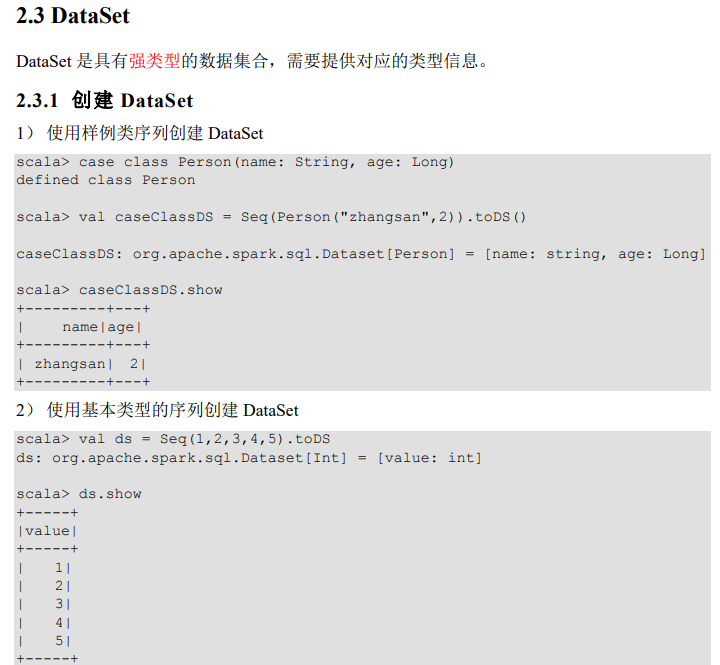 2.3 DataSet
DataSet 是具有强类型的数据集合，需要提供对应的类型信息。
2.3.1 创建 DataSet
1） 使用样例类序列创建 DataSet
scala> case class Person(name: String, age: Long)
defined class Person
scala> val caseClassDS = Seq(Person("zhangsan",2)).toDS()
caseClassDS: org.apache.spark.sql.Dataset[Person] = [name: string, age: Long]
scala> caseClassDS.show
+---------+---+
|     name|age|
+---------+---+
| zhangsan|  2|
+---------+---+
2） 使用基本类型的序列创建 DataSet
scala> val ds = Seq(1,2,3,4,5).toDS
ds: org.apache.spark.sql.Dataset[Int] = [value: int]
scala> ds.show
+-----+
|value|
+-----+
|    1|
|    2|
|    3|
|    4|
|    5|
+-----+